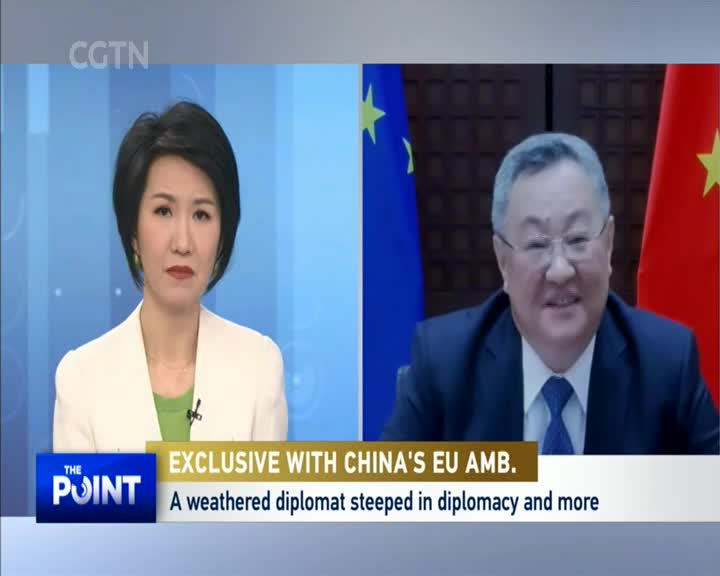 CGTN
EXCLUSIVE WITH CHINA'S EU AMB.
THE
POINT
A weathered diplomat steeped in diplomacy and more